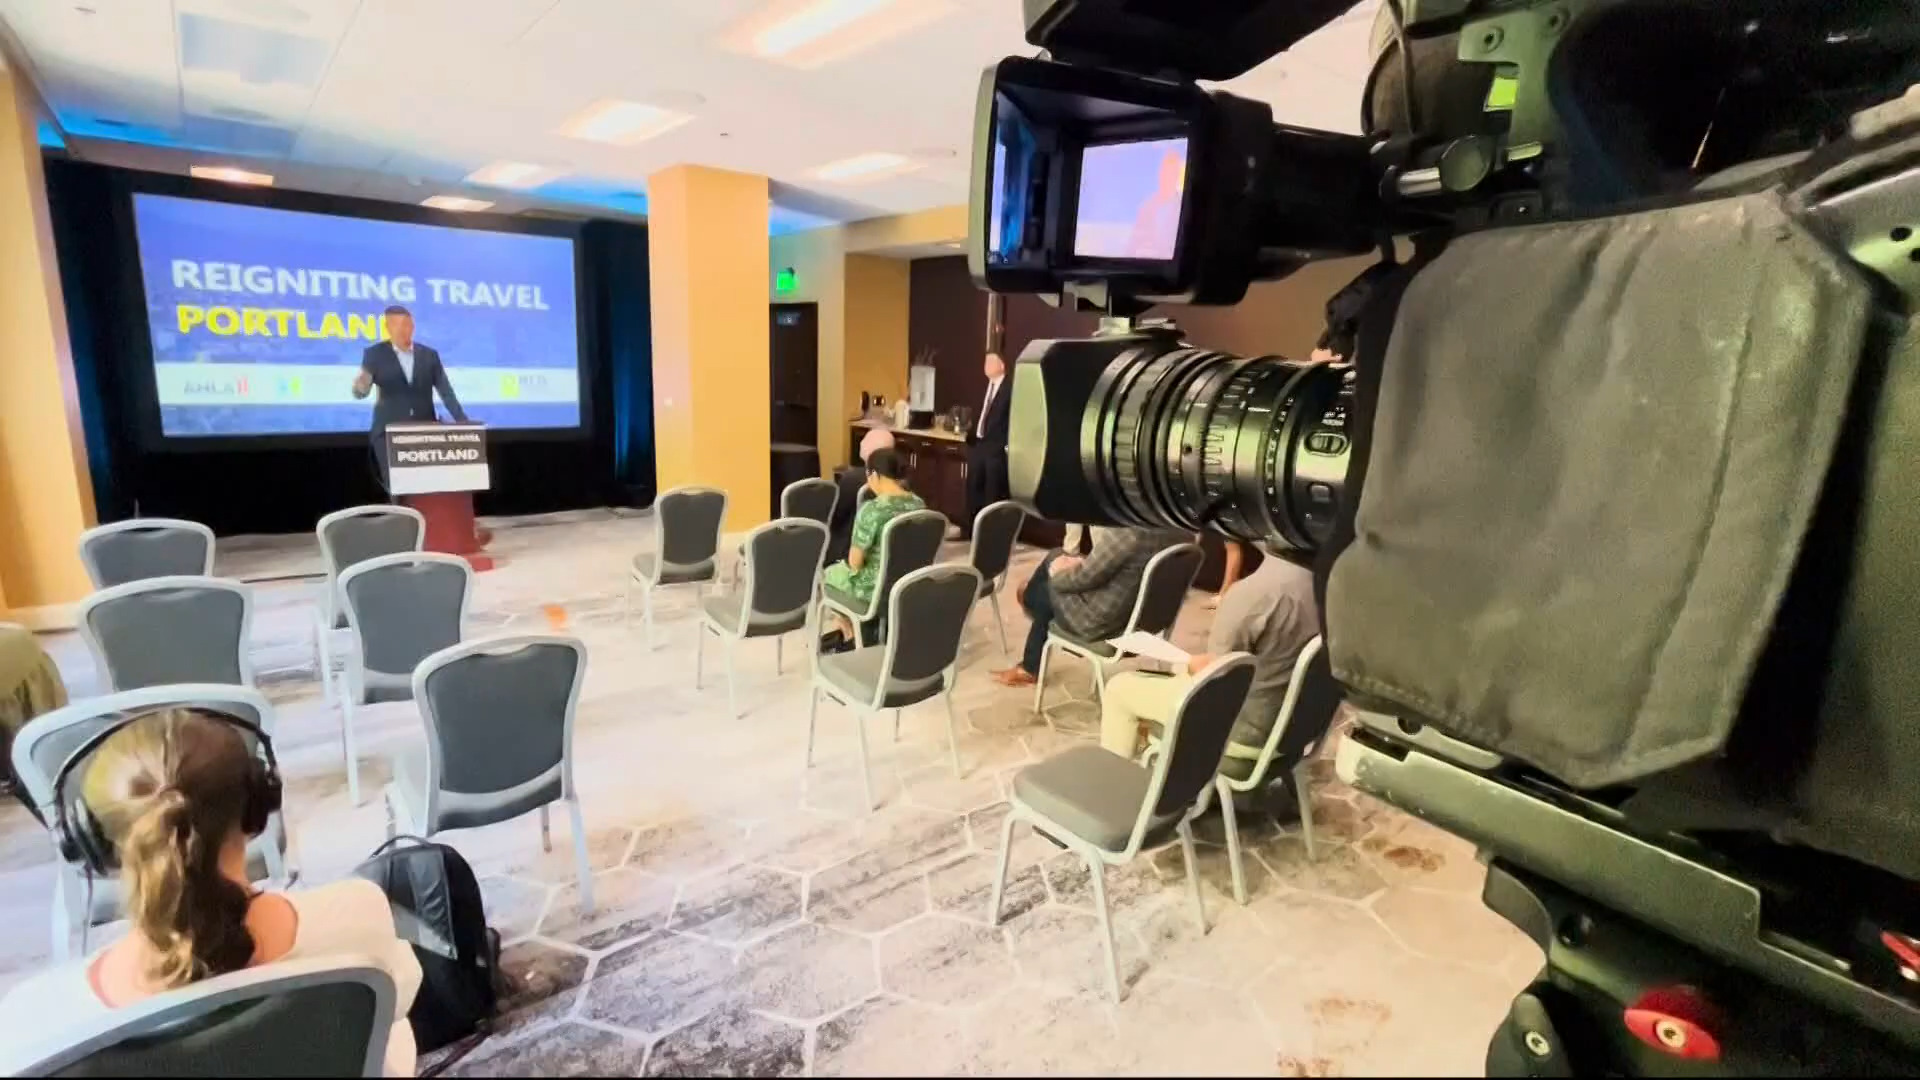 REIGNITING TRAVEL
PORTLAND
AHLA
REIGNITING TRAVEL
PORTLAND